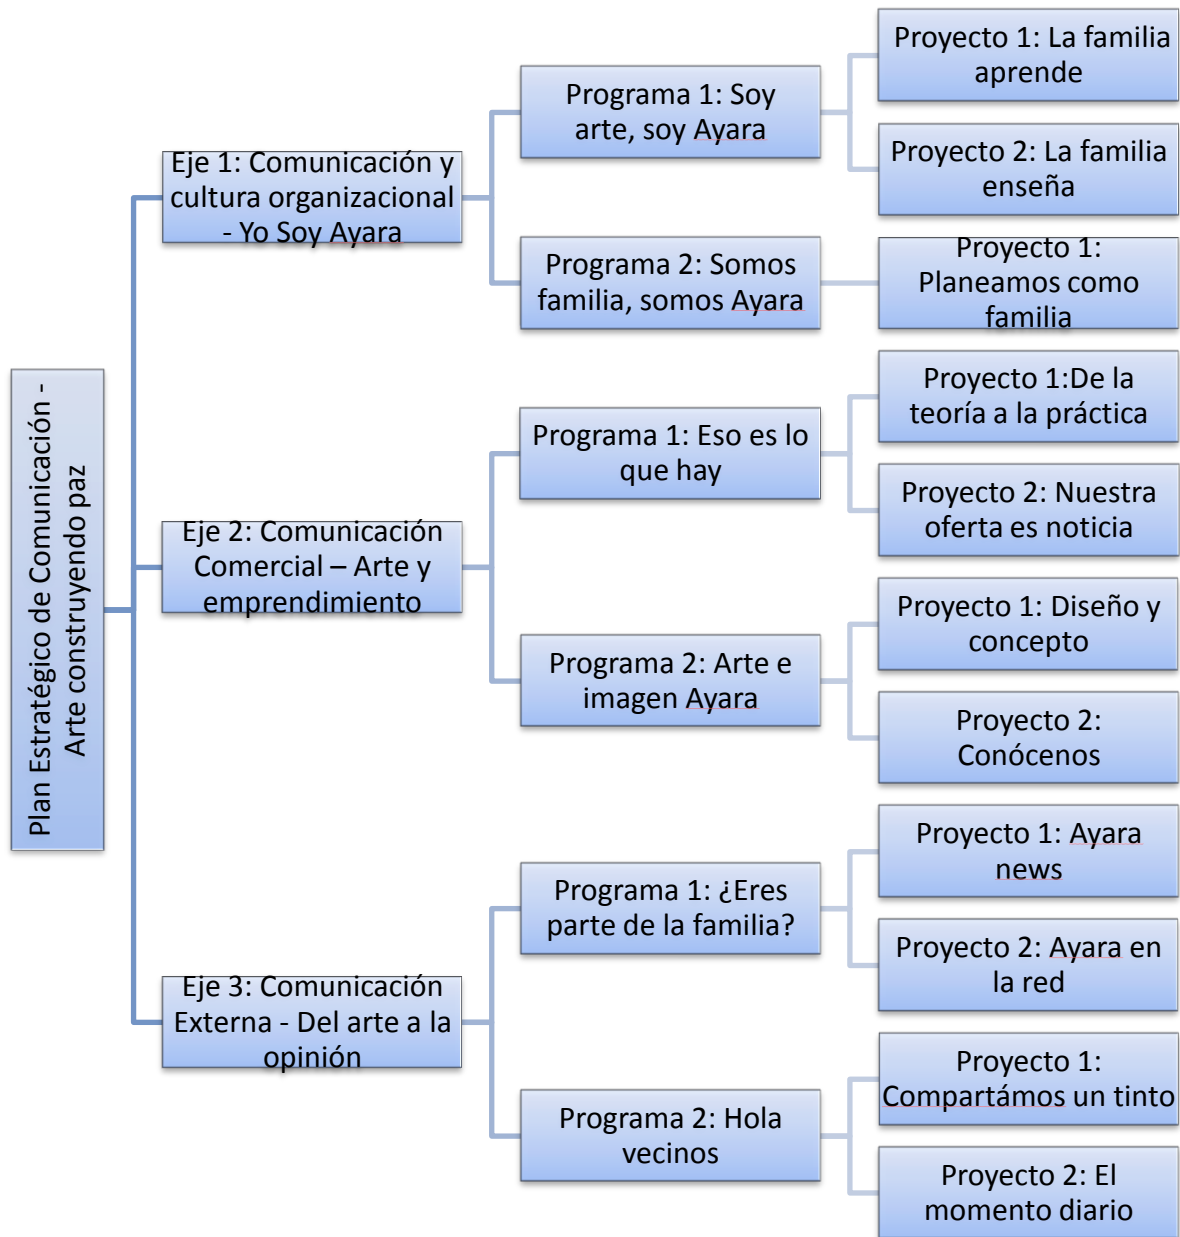 Plan Estratégico de Comunicación -
Arte construyendo paz
Eje 1: Comunicación y
cultura organizacional
- Yo Soy Ayara
Programa 1: Soy
arte, soy Ayara
Proyecto 1: La familia
aprende
Proyecto 2: La familia
enseña
Programa 2: Somos
familia, somos Ayara
Proyecto 1:
Planeamos como
familia
Eje 2: Comunicación
Comercial – Arte y
emprendimiento
Programa 1: Eso es lo
que hay
Proyecto 1:De la
teoría a la práctica
Proyecto 2: Nuestra
oferta es noticia
Programa 2: Arte e
imagen Ayara
Proyecto 1: Diseño y
concepto
Proyecto 2:
Conócenos
Eje 3: Comunicación
Externa - Del arte a la
opinión
Programa 1: ¿Eres
parte de la familia?
Proyecto 1: Ayara
news
Proyecto 2: Ayara en
la red
Programa 2: Hola
vecinos
Proyecto 1:
Compartámos un tinto
Proyecto 2: El
momento diario